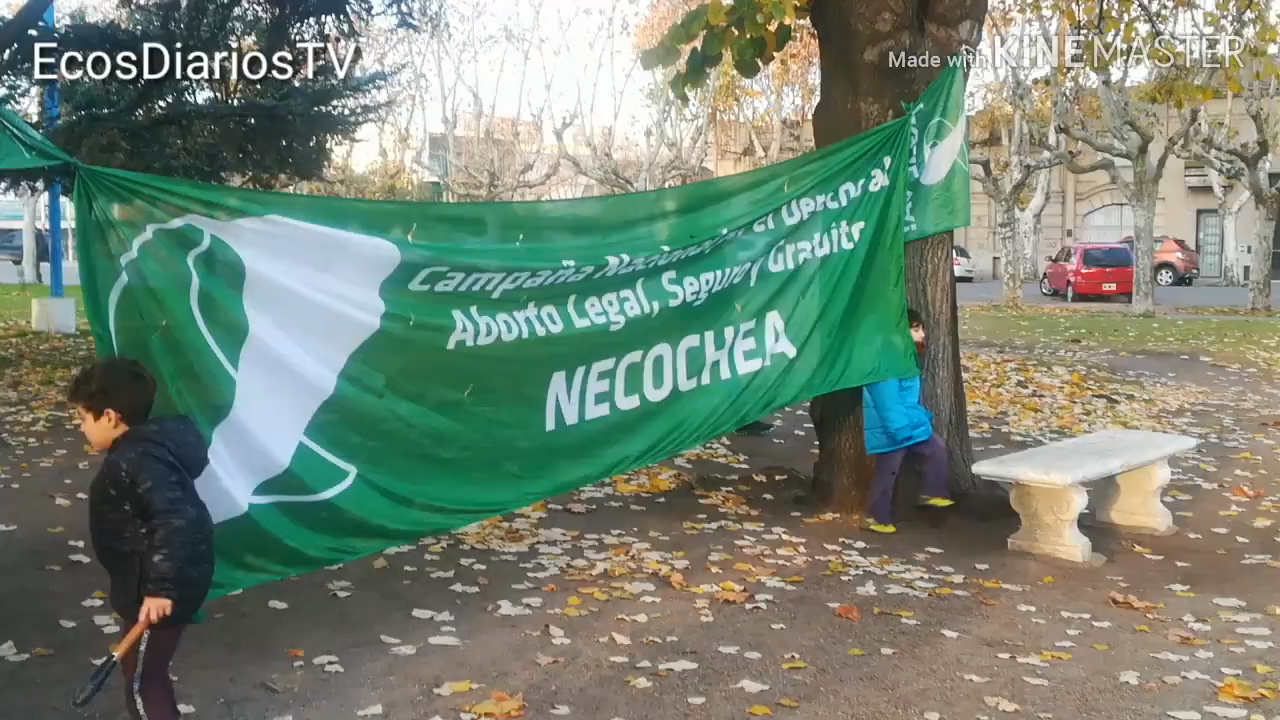 EcosDiariosTV
Made with KINEMASTER
Campaña Nacional por el Derecho al
Aborto Legal, Seguro y Gratuito
NECOCHEA